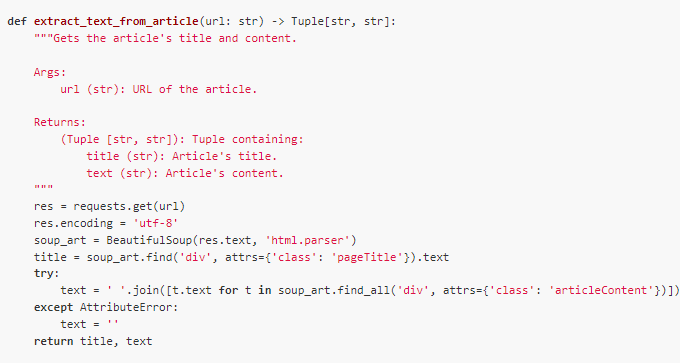 def extract_text_from_article(url: str) -> Tuple[str, str]:
    """Gets the article's title and content.

    Args:
        url (str): URL of the article.

    Returns:
        (Tuple [str, str]): Tuple containing:
            title (str): Article's title.
            text (str): Article's content.
    """
    res = requests.get(url)
    res.encoding = 'utf-8'
    soup_art = BeautifulSoup(res.text, 'html.parser')
    title = soup_art.find('div', attrs={'class': 'pageTitle'}).text
    try:
        text = ' '.join([t.text for t in soup_art.find_all('div', attrs={'class': 'articleContent'})])
    except AttributeError:
        text = ''
    return title, text